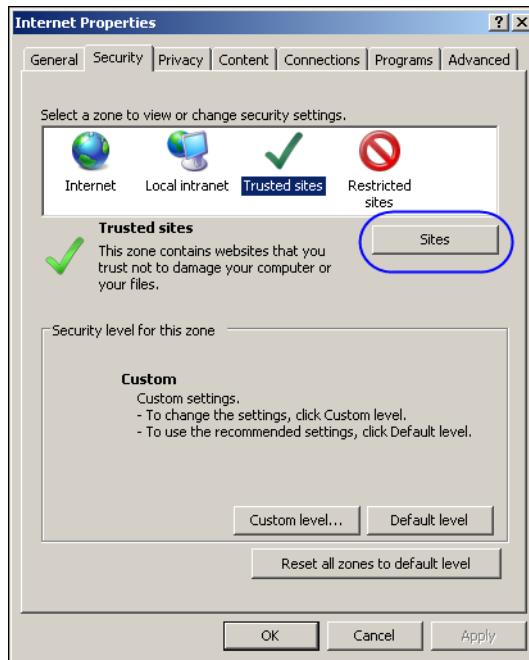 Internet Properties
? X
General Security Privacy Content Connections Programs Advanced
Select a zone to view or change security settings.
Internet Local intranet Trusted sites Restricted
sites
Trusted sites
Sites
This zone contains websites that you
trust not to damage your computer or
your files.
Security level for this zone
Custom
Custom settings.
- To change the settings, click Custom level.
- To use the recommended settings, click Default level.
Custom level... Default level
Reset all zones to default level
OK Cancel Apply